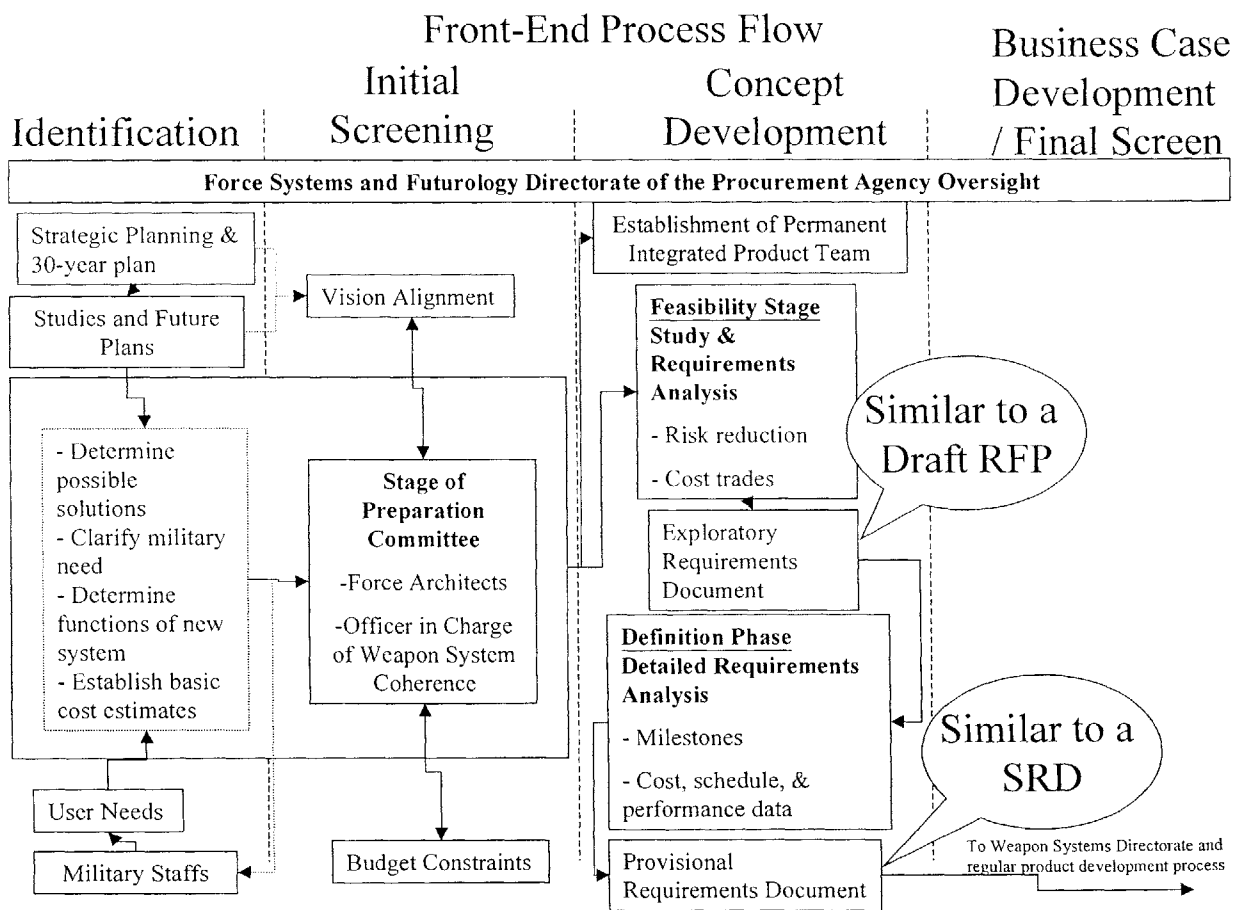 Front-End Process Flow
Identification
Initial
Screening
Concept
Development
Business Case
Development
/ Final Screen
Force Systems and Futurology Directorate of the Procurement Agency Oversight
Strategic Planning &
30-year plan
Studies and Future
Plans
- Determine
possible
solutions
- Clarify military
need
- Determine
functions of new
system
- Establish basic
cost estimates
User Needs
Military Staffs
Vision Alignment
Stage of
Preparation
Committee
-Force Architects
-Officer in Charge
of Weapon System
Coherence
Budget Constraints
Establishment of Permanent
Integrated Product Team
Feasibility Stage
Study &
Requirements
Analysis
- Risk reduction
- Cost trades
Similar to a
Draft RFP
Exploratory
Requirements
Document
Definition Phase
Detailed Requirements
Analysis
- Milestones
- Cost, schedule, &
performance data
Similar to a
SRD
Provisional
Requirements Document
To Weapon Systems Directorate and
regular product development process